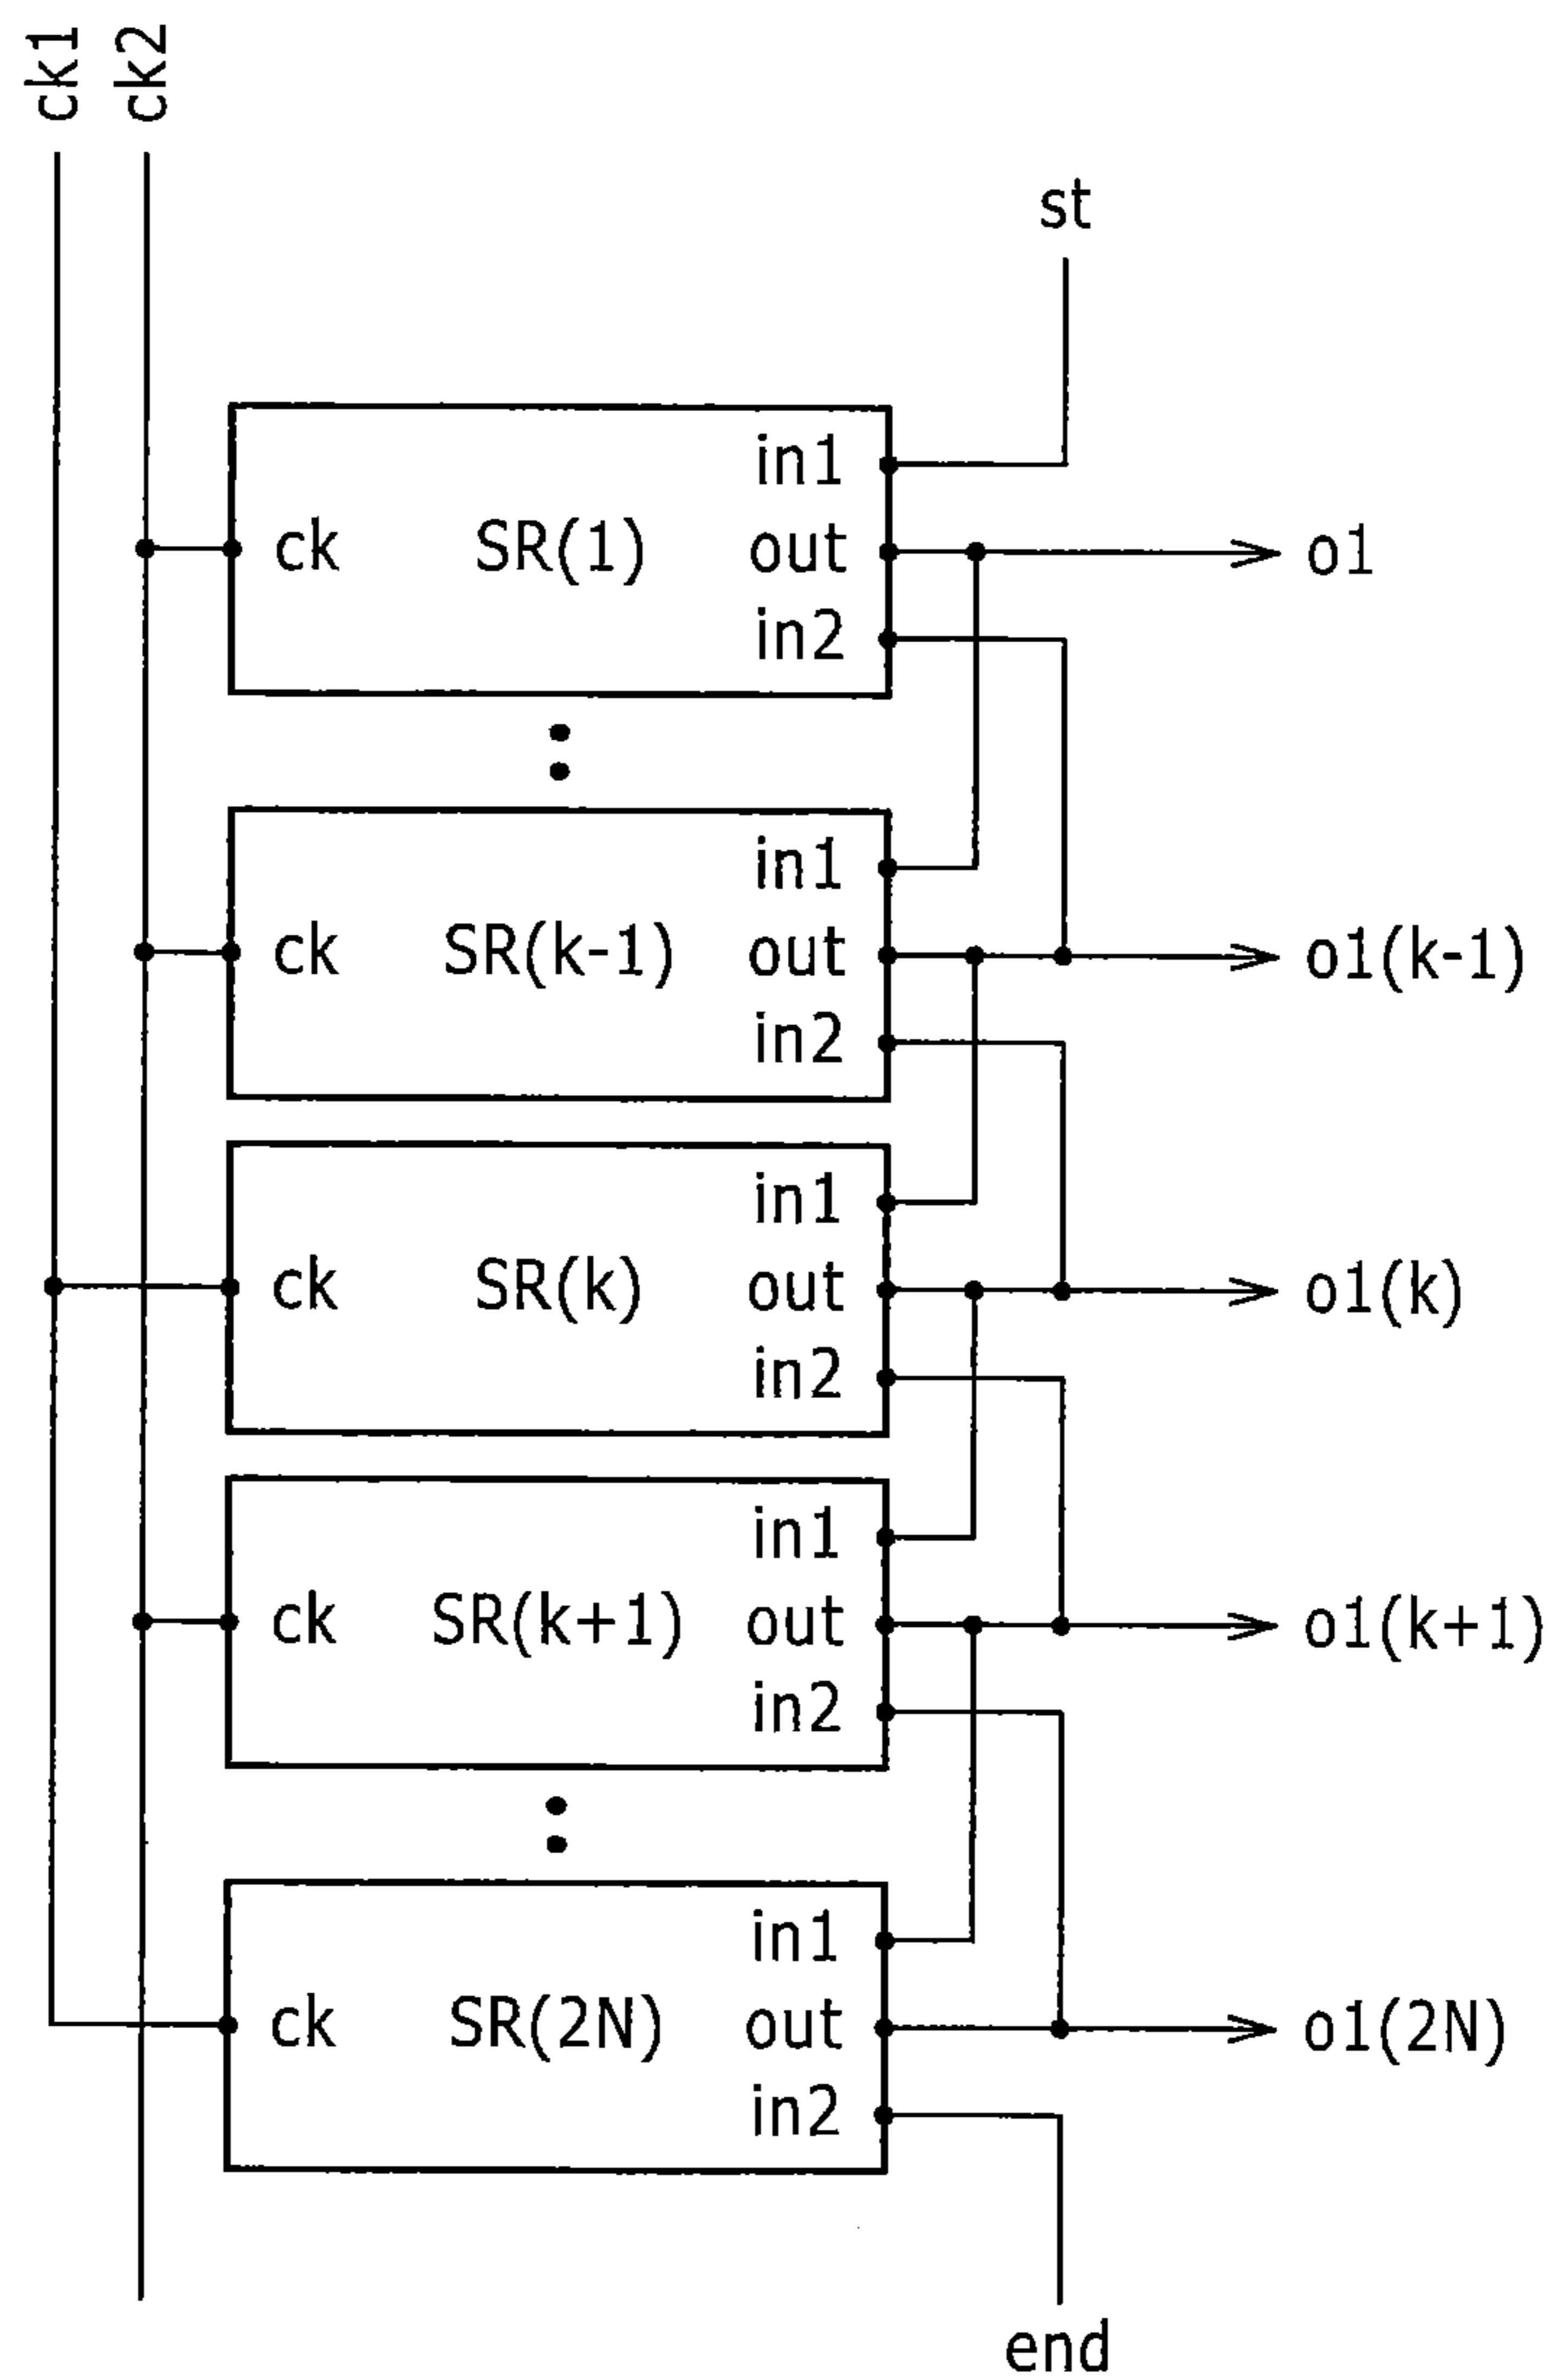 ck1
ck2
st
in1
ck SR(1) out o1
in2
in1
ck SR(k-1) out o1(k-1)
in2
in1
ck SR(k) out o1(k)
in2
in1
ck SR(k+1) out o1(k+1)
in2
in1
ck SR(2N) out o1(2N)
in2
end